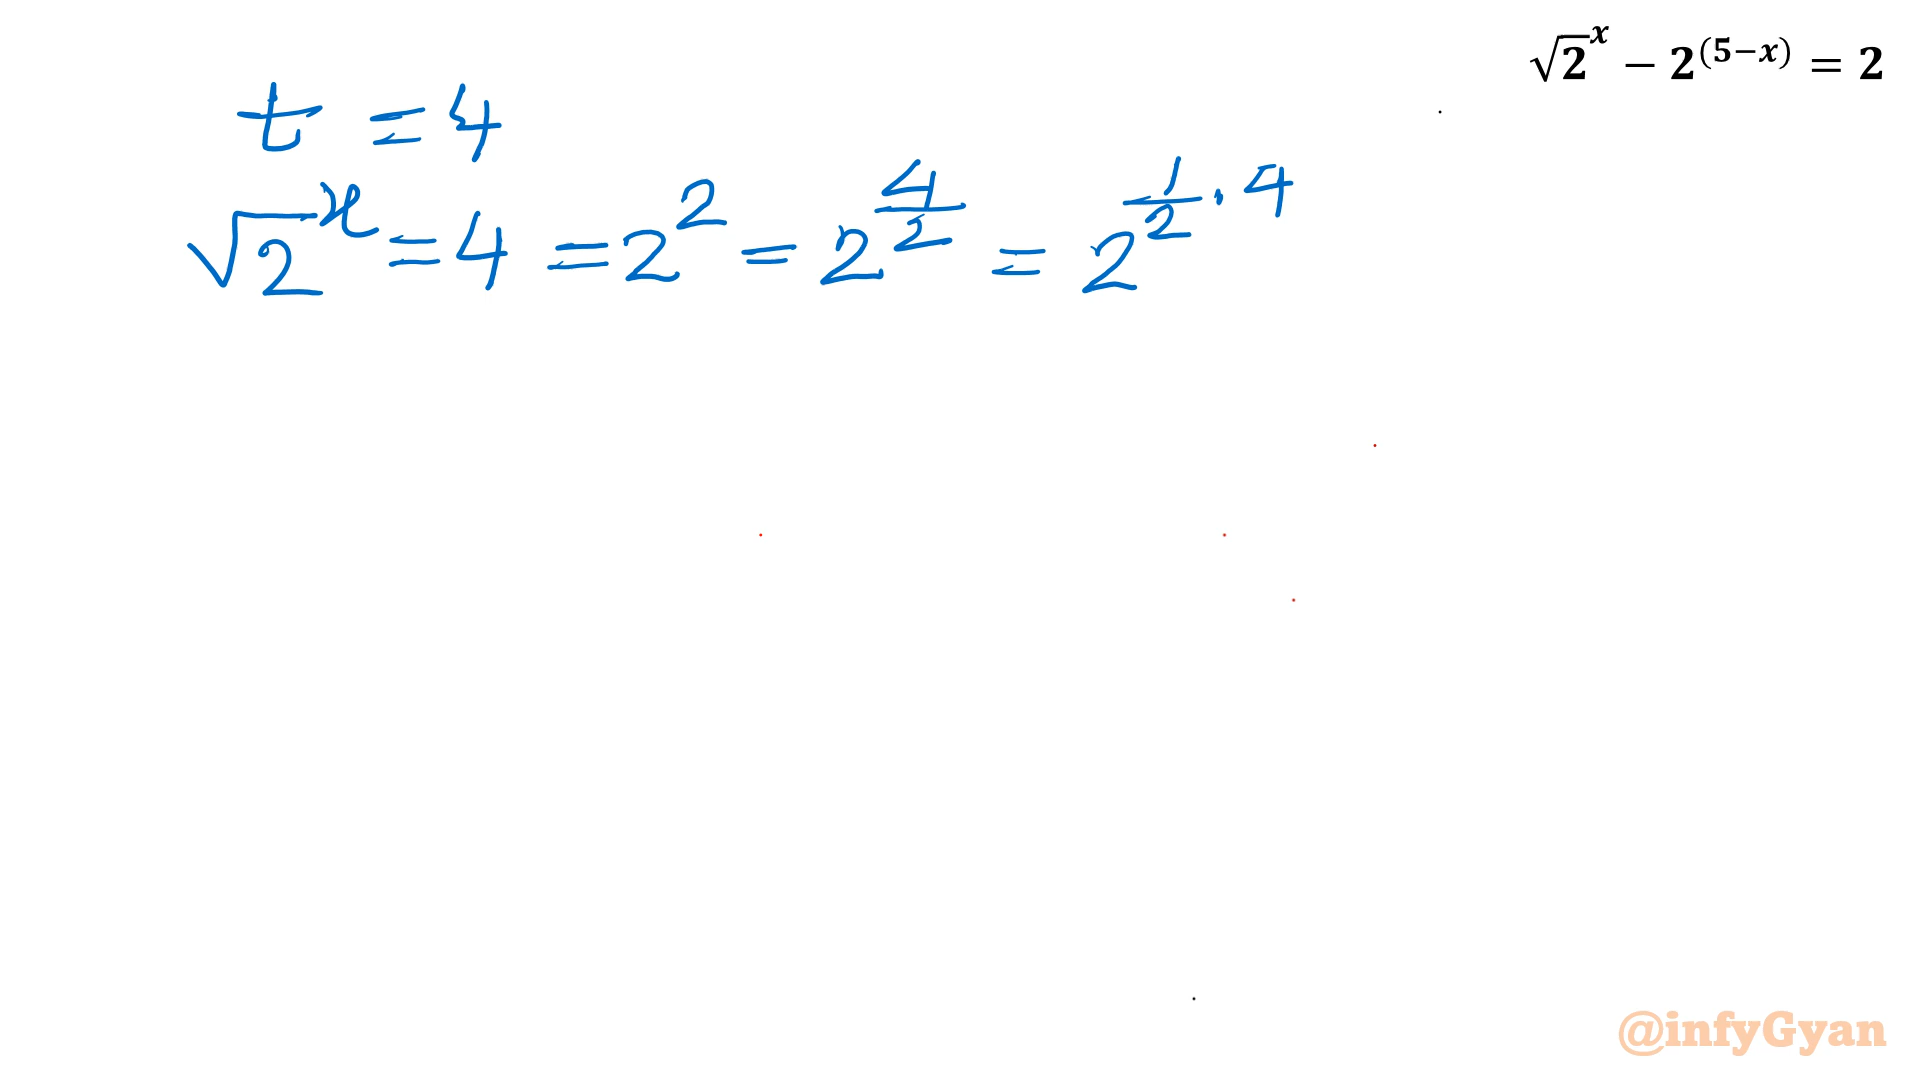 √2^x − 2^(5−x) = 2
t = 4
√2^x = 4 = 2^2 = 2^(4/2) = 2^(1/2 · 4)
@infyGyan